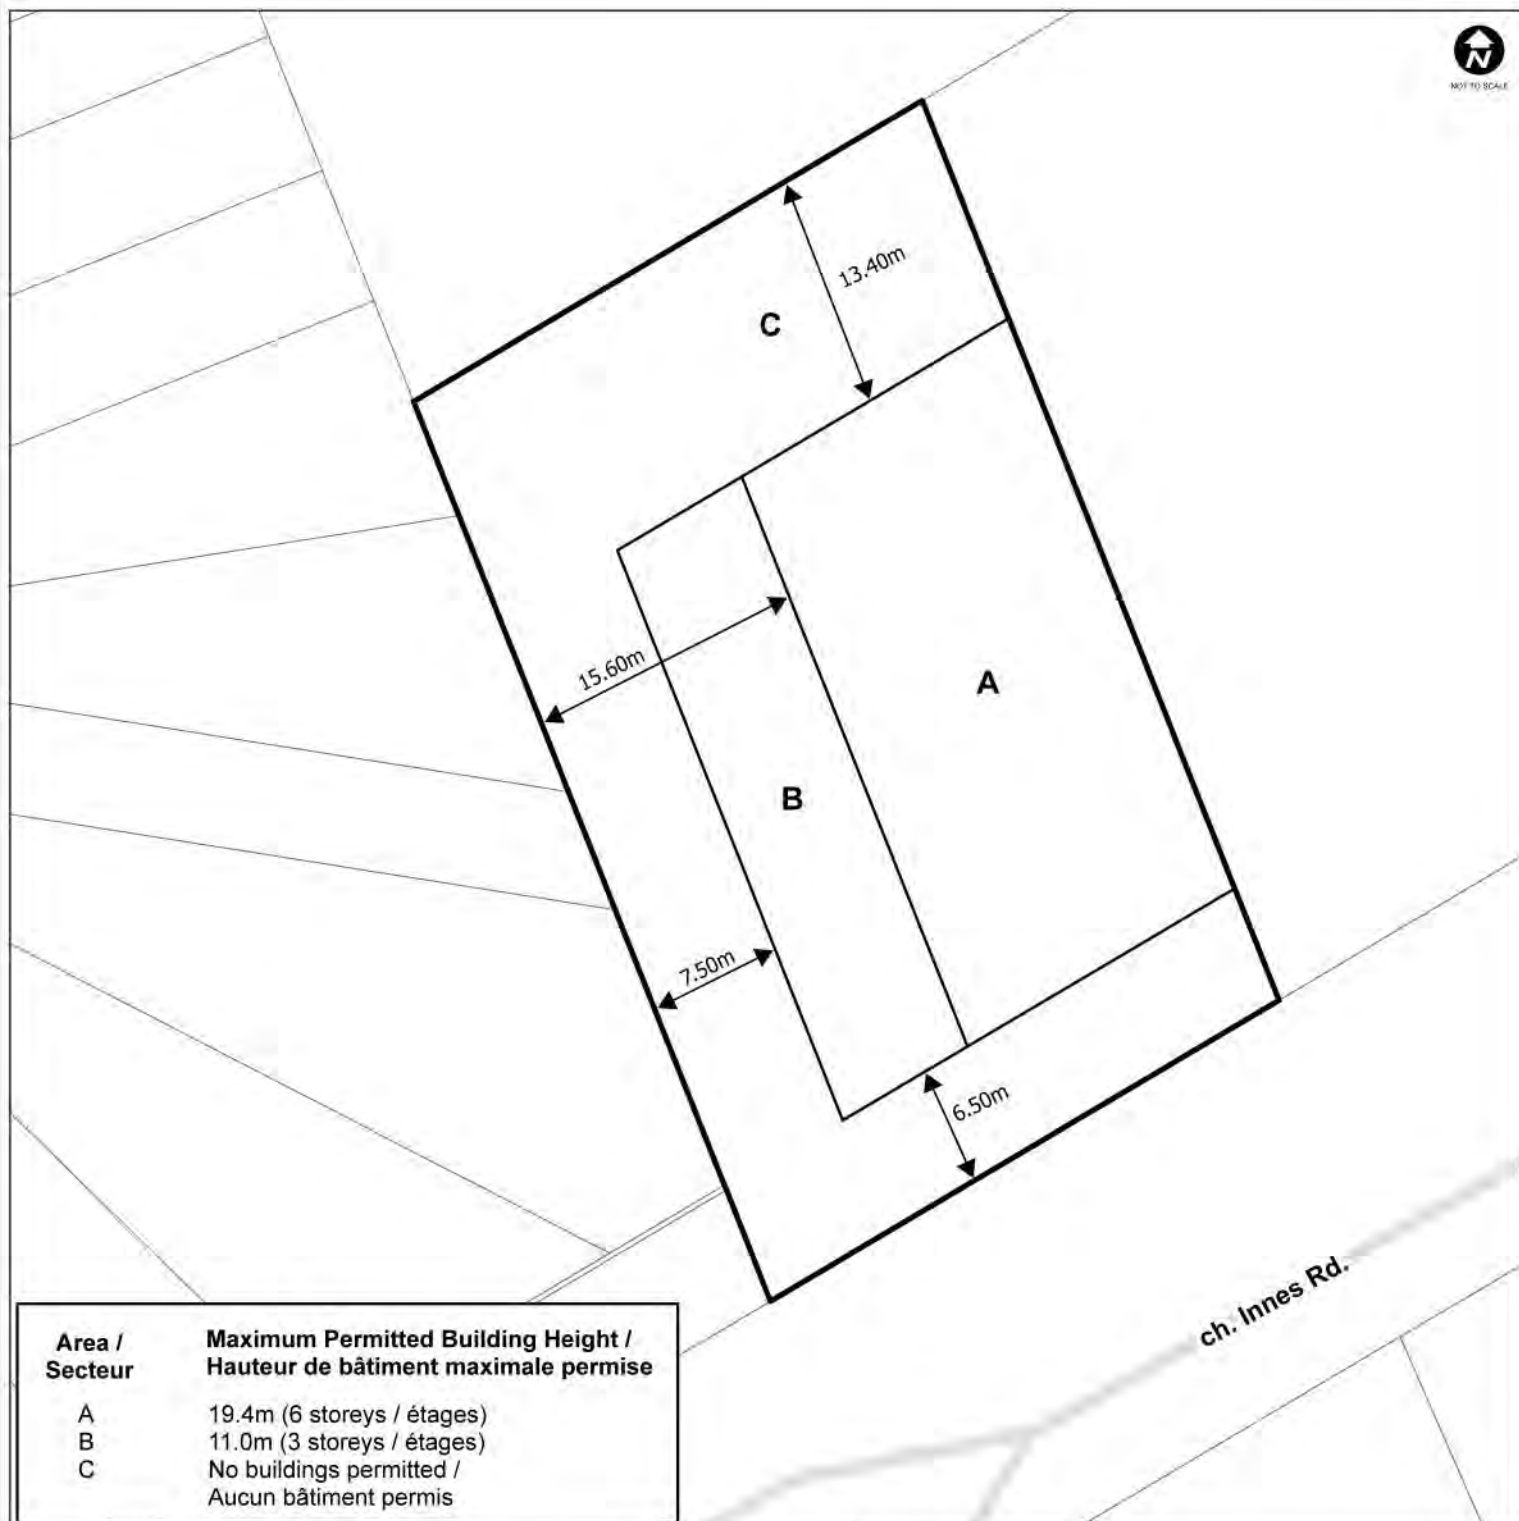 N
NOT TO SCALE
13.40m
C
15.60m
A
B
7.50m
6.50m
ch. Innes Rd.
Area / Maximum Permitted Building Height /
Secteur Hauteur de bâtiment maximale permise
A 19.4m (6 storeys / étages)
B 11.0m (3 storeys / étages)
C No buildings permitted /
Aucun bâtiment permis